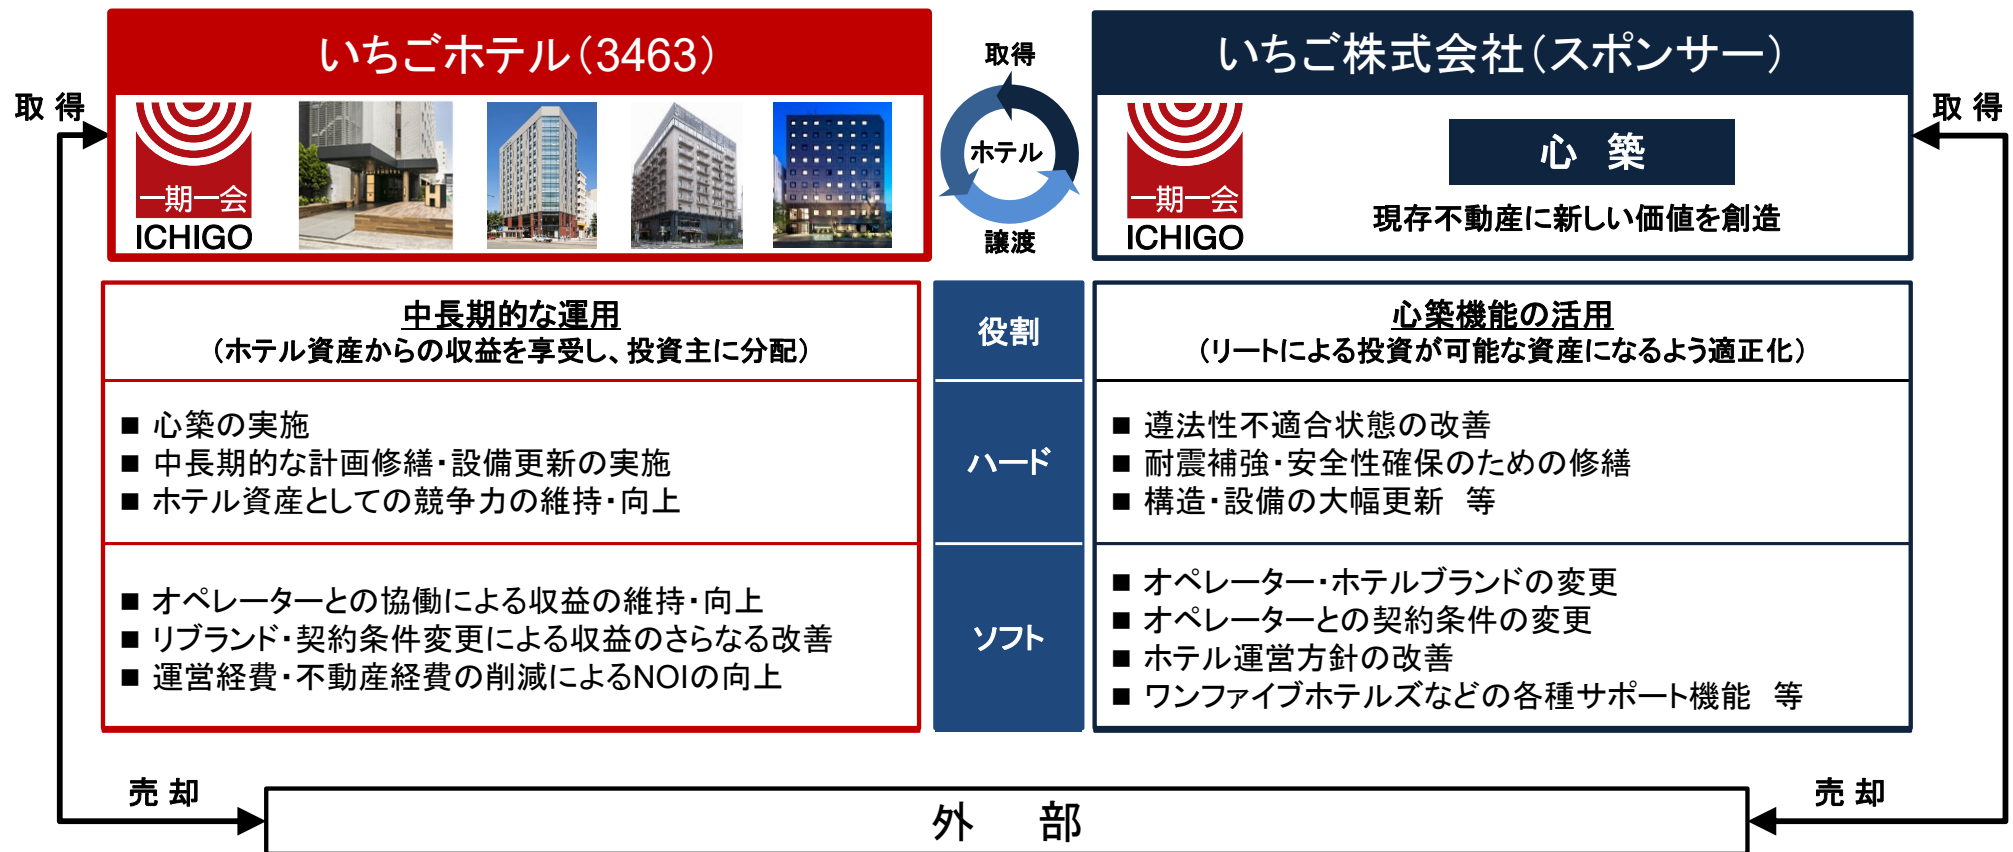 いちごホテル（3463）
取得
いちご株式会社（スポンサー）
取 得
取 得
一期一会
ICHIGO
ホテル
譲渡
一期一会
ICHIGO
心 築
現存不動産に新しい価値を創造
中長期的な運用
（ホテル資産からの収益を享受し、投資主に分配）
役割
心築機能の活用
（リートによる投資が可能な資産になるよう適正化）
■ 心築の実施
■ 中長期的な計画修繕・設備更新の実施
■ ホテル資産としての競争力の維持・向上
ハード
■ 遵法性不適合状態の改善
■ 耐震補強・安全性確保のための修繕
■ 構造・設備の大幅更新　等
■ オペレーターとの協働による収益の維持・向上
■ リブランド・契約条件変更による収益のさらなる改善
■ 運営経費・不動産経費の削減によるNOIの向上
ソフト
■ オペレーター・ホテルブランドの変更
■ オペレーターとの契約条件の変更
■ ホテル運営方針の改善
■ ワンファイブホテルズなどの各種サポート機能　等
売 却
外　部
売 却